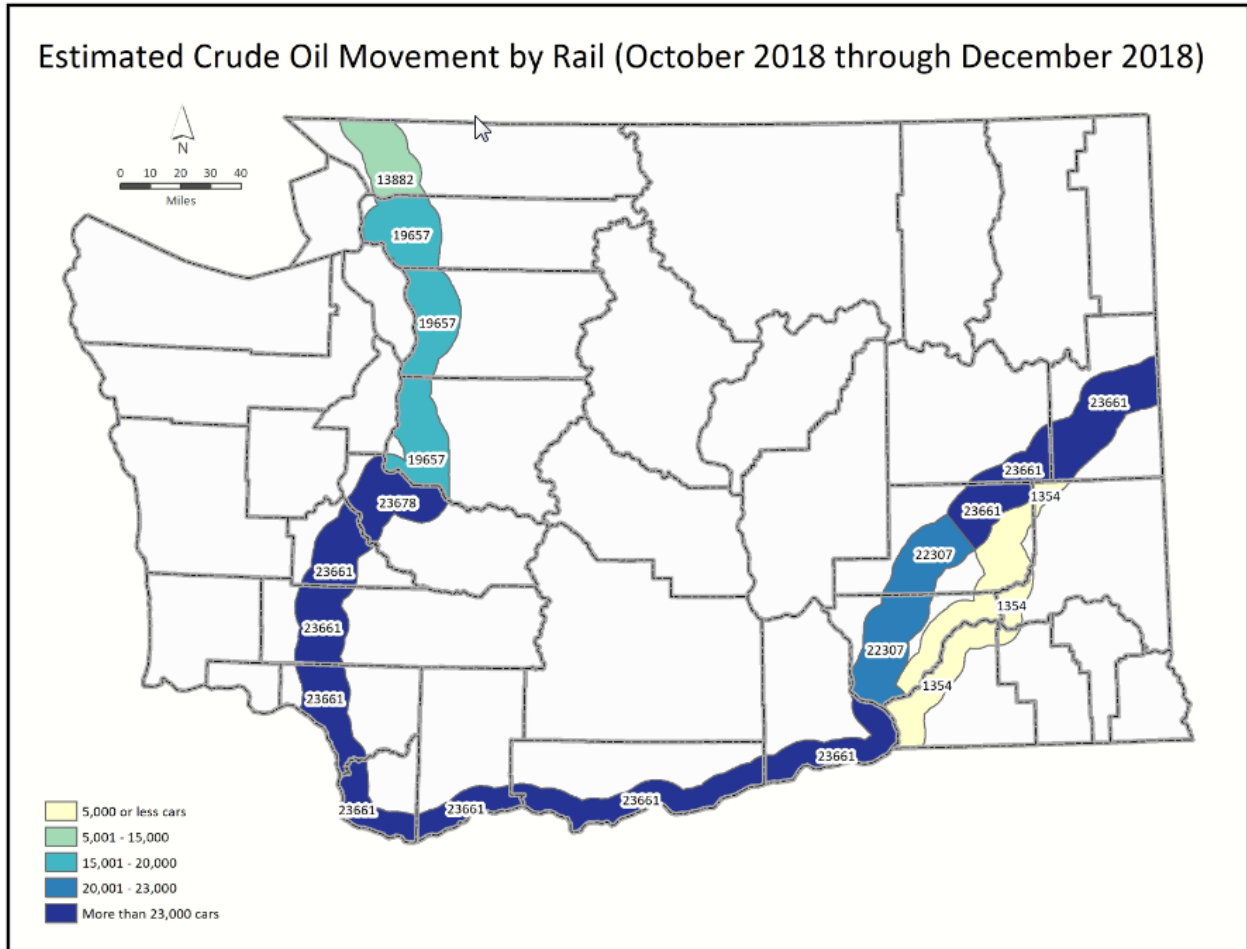 Estimated Crude Oil Movement by Rail (October 2018 through December 2018)
N
0 10 20 30 40
Miles
13882
19657
19657
19657
23678
23661
23661
23661
23661
23661
23661
23661
23661
23661
23661
1354
22307
1354
22307
1354
5,000 or less cars
5,001 - 15,000
15,001 - 20,000
20,001 - 23,000
More than 23,000 cars